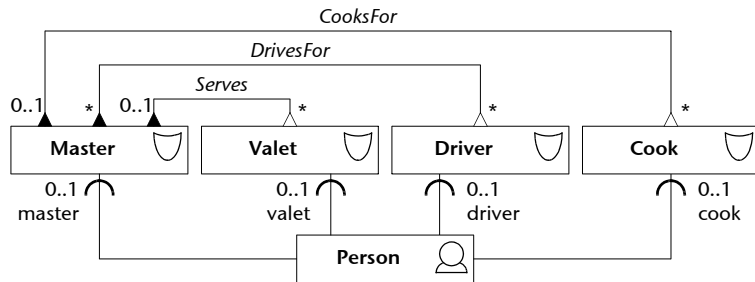 CooksFor
DrivesFor
Serves
0..1 * 0..1 * * *
Master Valet Driver Cook
0..1 0..1 0..1 0..1
master valet driver cook
Person